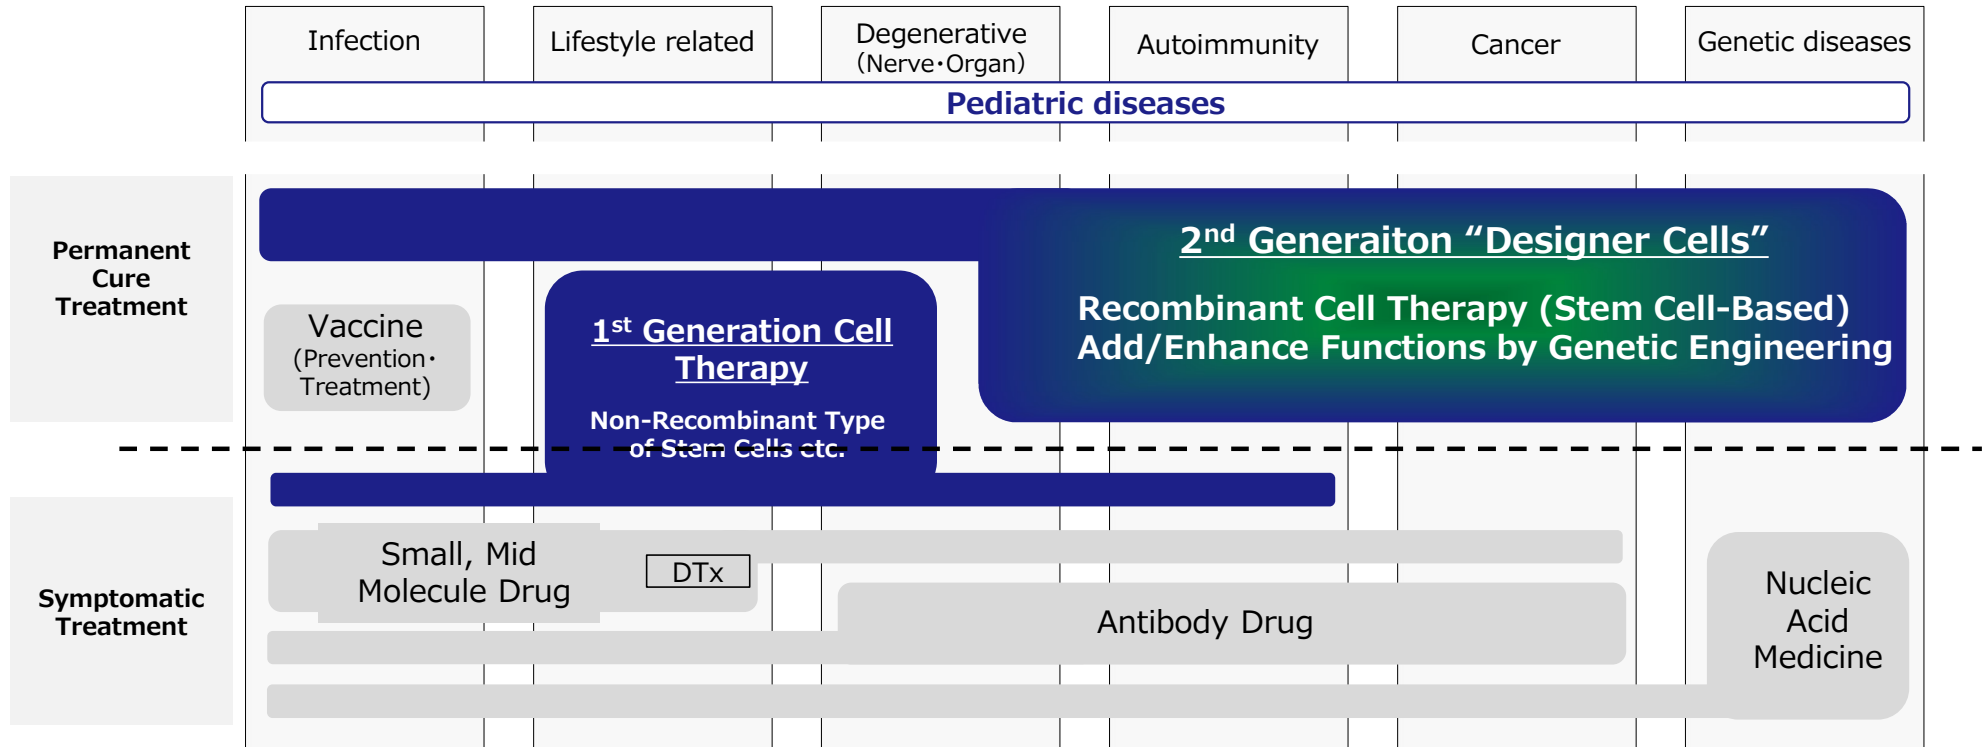 Infection
Lifestyle related
Degenerative
(Nerve・Organ)
Autoimmunity
Cancer
Genetic diseases
Pediatric diseases
Permanent
Cure
Treatment
2nd Generaiton “Designer Cells”
Recombinant Cell Therapy (Stem Cell-Based)
Add/Enhance Functions by Genetic Engineering
1st Generation Cell
Therapy
Non-Recombinant Type
of Stem Cells etc.
Vaccine
(Prevention・
Treatment)
Symptomatic
Treatment
Small, Mid
Molecule Drug
DTx
Antibody Drug
Nucleic
Acid
Medicine